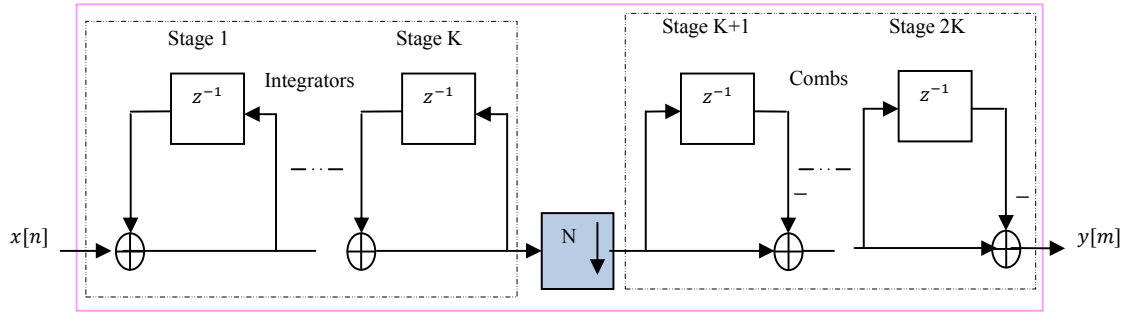 Stage 1
Stage K
Stage K+1
Stage 2K
Integrators
Combs
z⁻¹
z⁻¹
z⁻¹
z⁻¹
–
–
x[n]
N
y[m]